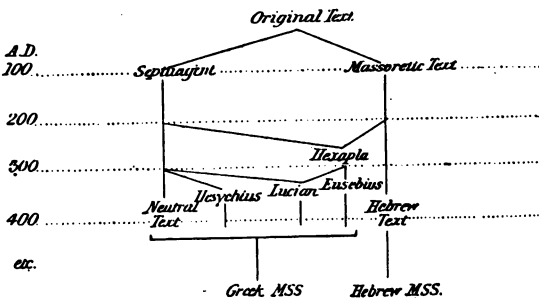 Original Text.
A.D.
100 Septuagint Massoretic Text
200
Hexapla
300
Hesychius Lucian Eusebius
Neutral Text Hebrew Text
400
etc.
Greek MSS Hebrew MSS.